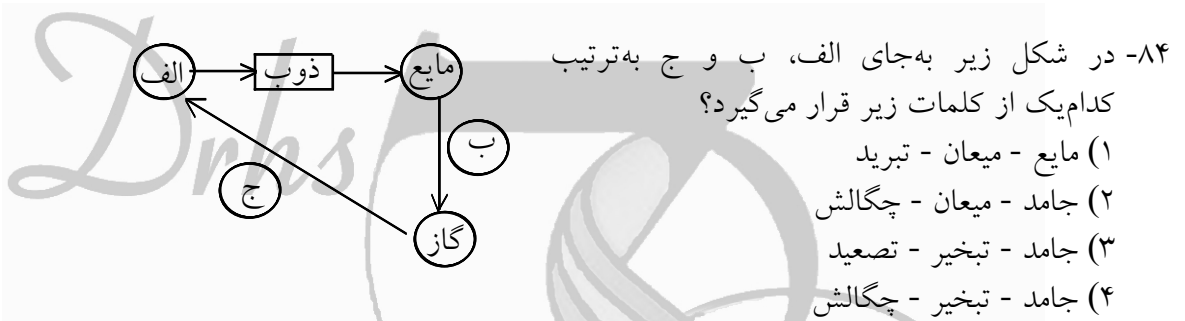 ۸۴- در شکل زیر به‌جای الف، ب و ج به‌ترتیب
کدام‌یک از کلمات زیر قرار می‌گیرد؟
۱) مایع - میعان - تبرید
۲) جامد - میعان - چگالش
۳) جامد - تبخیر - تصعید
۴) جامد - تبخیر - چگالش
الف
ذوب
مایع
ب
ج
گاز
Drhs